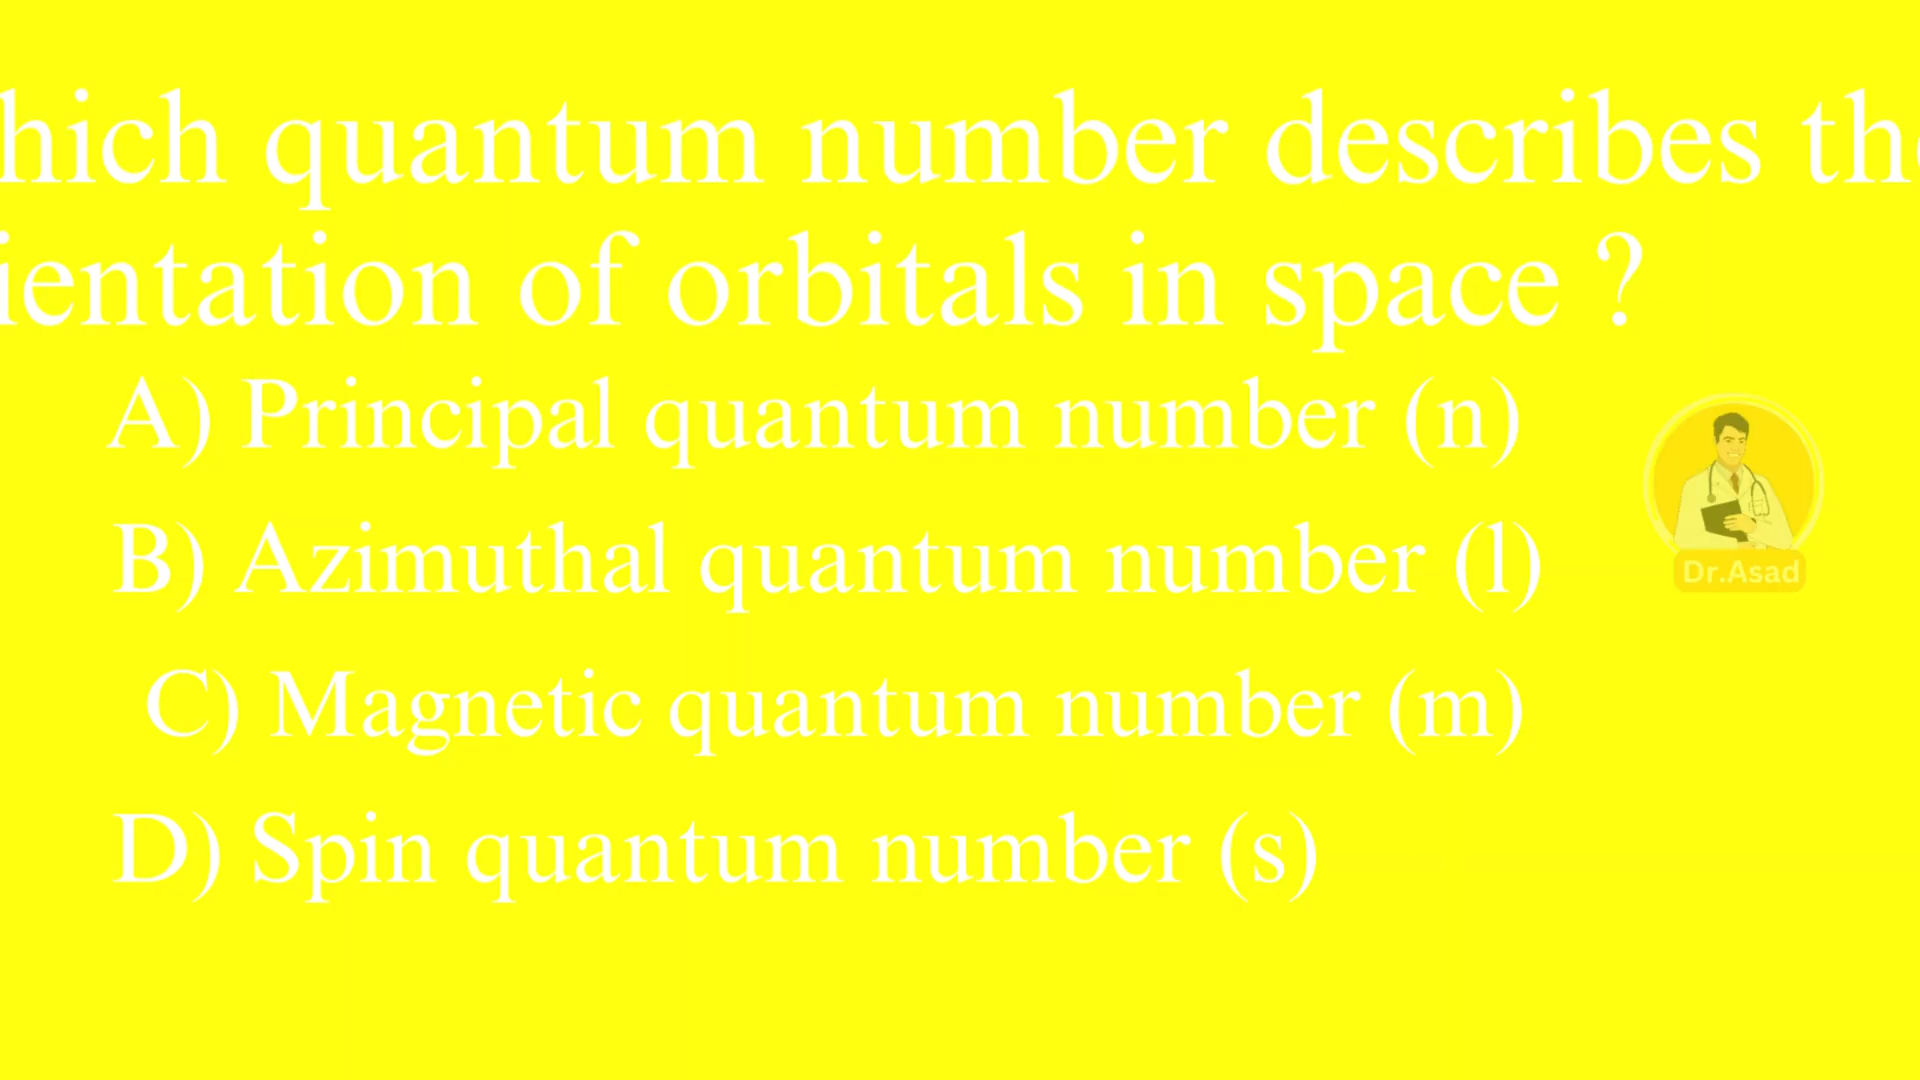 hich quantum number describes the
ientation of orbitals in space ?
A) Principal quantum number (n)
B) Azimuthal quantum number (l)
C) Magnetic quantum number (m)
D) Spin quantum number (s)
Dr.Asad